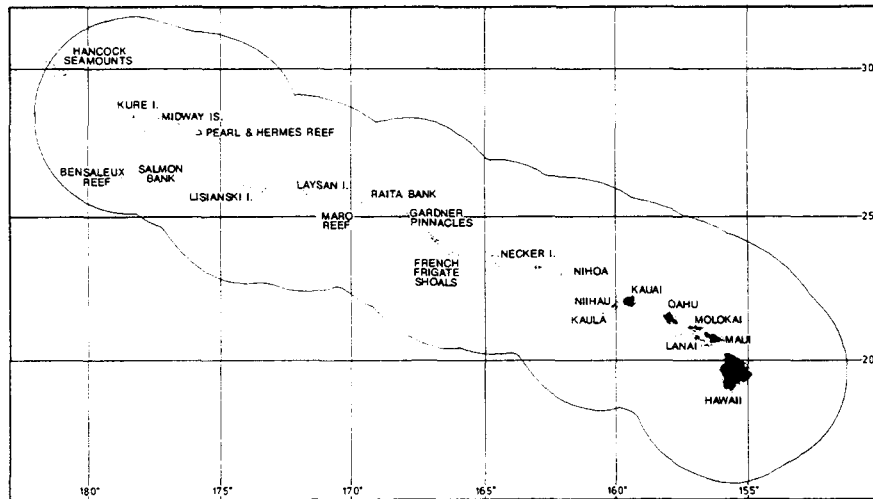 HANCOCK
SEAMOUNTS
30
KURE I.
MIDWAY IS.
PEARL & HERMES REEF
BENSALEUX
REEF
SALMON
BANK
LISIANSKI I.
LAYSAN I.
RAITA BANK
MARO
REEF
GARDNER
PINNACLES
25
FRENCH
FRIGATE
SHOALS
NECKER I.
NIHOA
NIIHAU
KAUAI
KAULA
OAHU
MOLOKAI
LANAI
MAUI
20
HAWAII
180°
175°
170°
165°
160°
155°